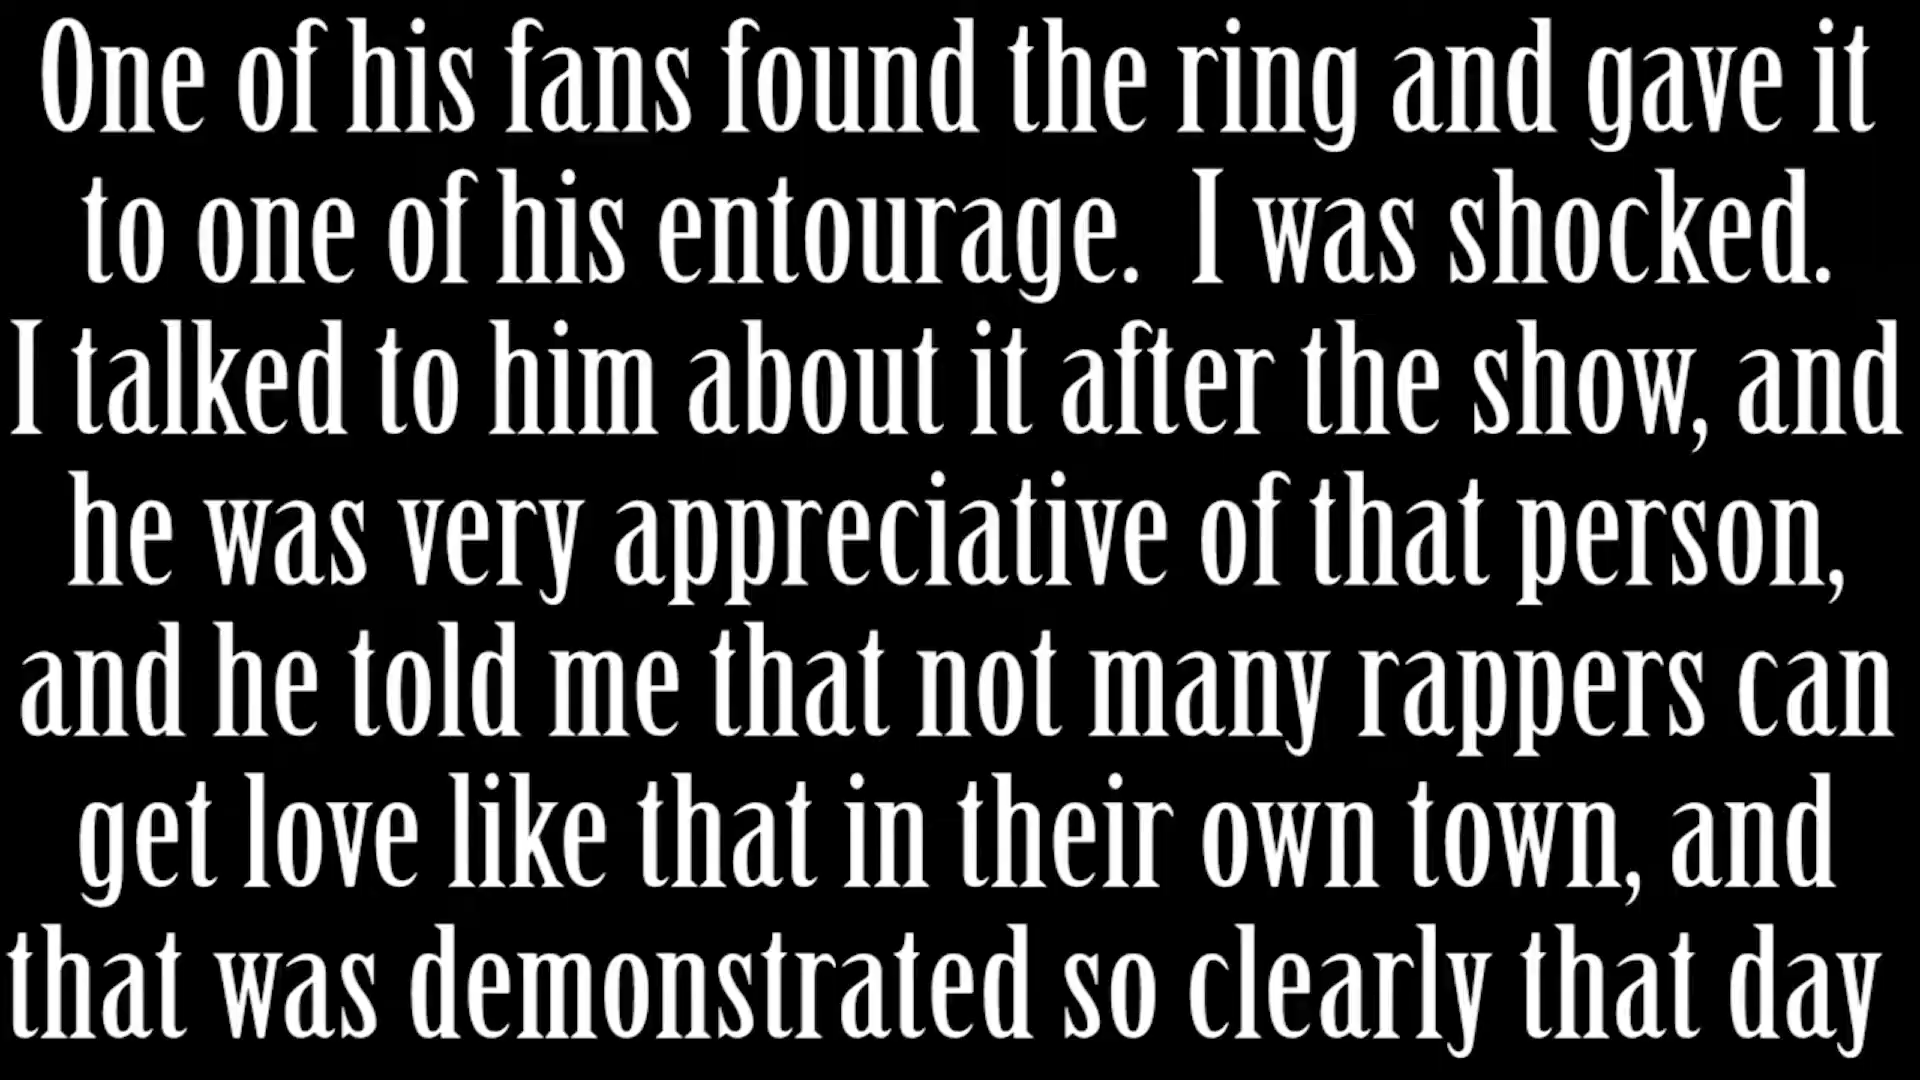 One of his fans found the ring and gave it
to one of his entourage.  I was shocked.
I talked to him about it after the show, and
he was very appreciative of that person,
and he told me that not many rappers can
get love like that in their own town, and
that was demonstrated so clearly that day